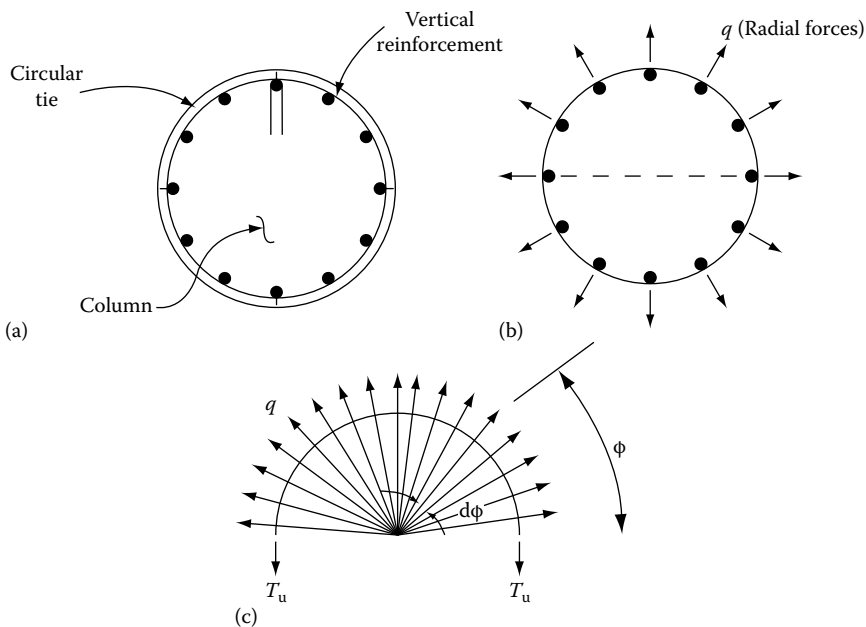 Vertical
reinforcement
Circular
tie
Column
(a)
q (Radial forces)
(b)
q
dϕ
ϕ
Tu
Tu
(c)